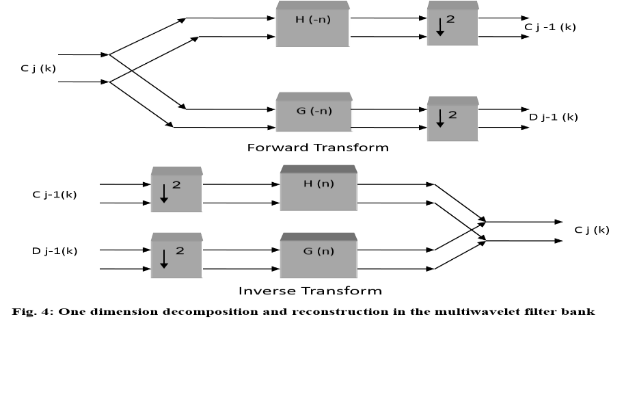 H (-n)
2
C j -1 (k)
C j (k)
G (-n)
2
D j-1 (k)
Forward Transform
C j-1(k)
2
H (n)
C j (k)
D j-1(k)
2
G (n)
Inverse Transform
Fig. 4: One dimension decomposition and reconstruction in the multiwavelet filter bank